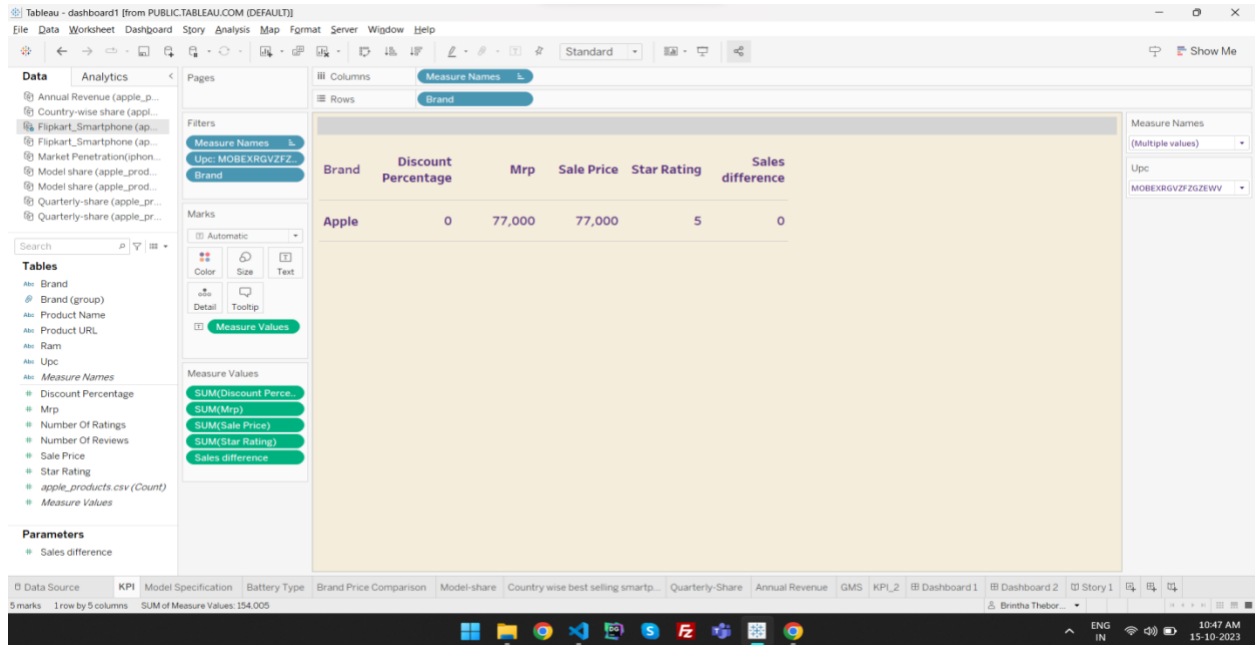 Tableau - dashboard1 [from PUBLIC.TABLEAU.COM (DEFAULT)]
File Data Worksheet Dashboard Story Analysis Map Format Server Window Help
Standard
Show Me
Data Analytics
Annual Revenue (apple_p...
Country-wise share (appl...
Flipkart_Smartphone (ap...
Flipkart_Smartphone (ap...
Market Penetration(iphon...
Model share (apple_prod...
Model share (apple_prod...
Quarterly-share (apple_pr...
Quarterly-share (apple_pr...
Search
Tables
Abc Brand
Brand (group)
Abc Product Name
Abc Product URL
Abc Ram
Abc Upc
Abc Measure Names
# Discount Percentage
# Mrp
# Number Of Ratings
# Number Of Reviews
# Sale Price
# Star Rating
# apple_products.csv (Count)
# Measure Values
Parameters
# Sales difference
Pages
Filters
Measure Names
Upc: MOBEXRGVZFZ..
Brand
Marks
Automatic
Color Size Text
Detail Tooltip
Measure Values
Measure Values
SUM(Discount Perce..
SUM(Mrp)
SUM(Sale Price)
SUM(Star Rating)
Sales difference
Columns Measure Names
Rows Brand
Brand Discount Percentage Mrp Sale Price Star Rating Sales difference
Apple 0 77,000 77,000 5 0
Measure Names
(Multiple values)
Upc
MOBEXRGVZFZGZEWV
Data Source KPI Model Specification Battery Type Brand Price Comparison Model-share Country wise best selling smartp... Quarterly-Share Annual Revenue GMS KPI_2 Dashboard 1 Dashboard 2 Story 1
5 marks 1 row by 5 columns SUM of Measure Values: 154,005
Brintha Thebor...
ENG
IN
10:47 AM
15-10-2023